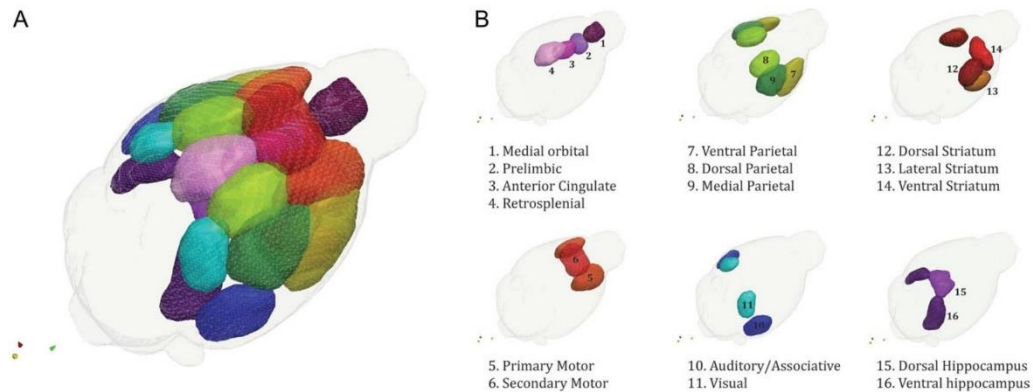 A
B
1
2
3
4
8
9
7
14
12
13
1. Medial orbital
2. Prelimbic
3. Anterior Cingulate
4. Retrosplenial
7. Ventral Parietal
8. Dorsal Parietal
9. Medial Parietal
12. Dorsal Striatum
13. Lateral Striatum
14. Ventral Striatum
6
5
11
10
15
16
5. Primary Motor
6. Secondary Motor
10. Auditory/Associative
11. Visual
15. Dorsal Hippocampus
16. Ventral hippocampus